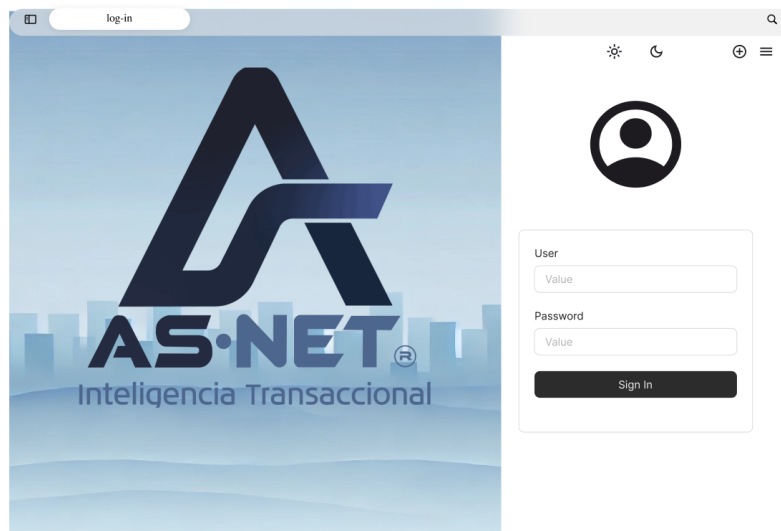 log-in
AS·NET®
Inteligencia Transaccional
User
Value
Password
Value
Sign In